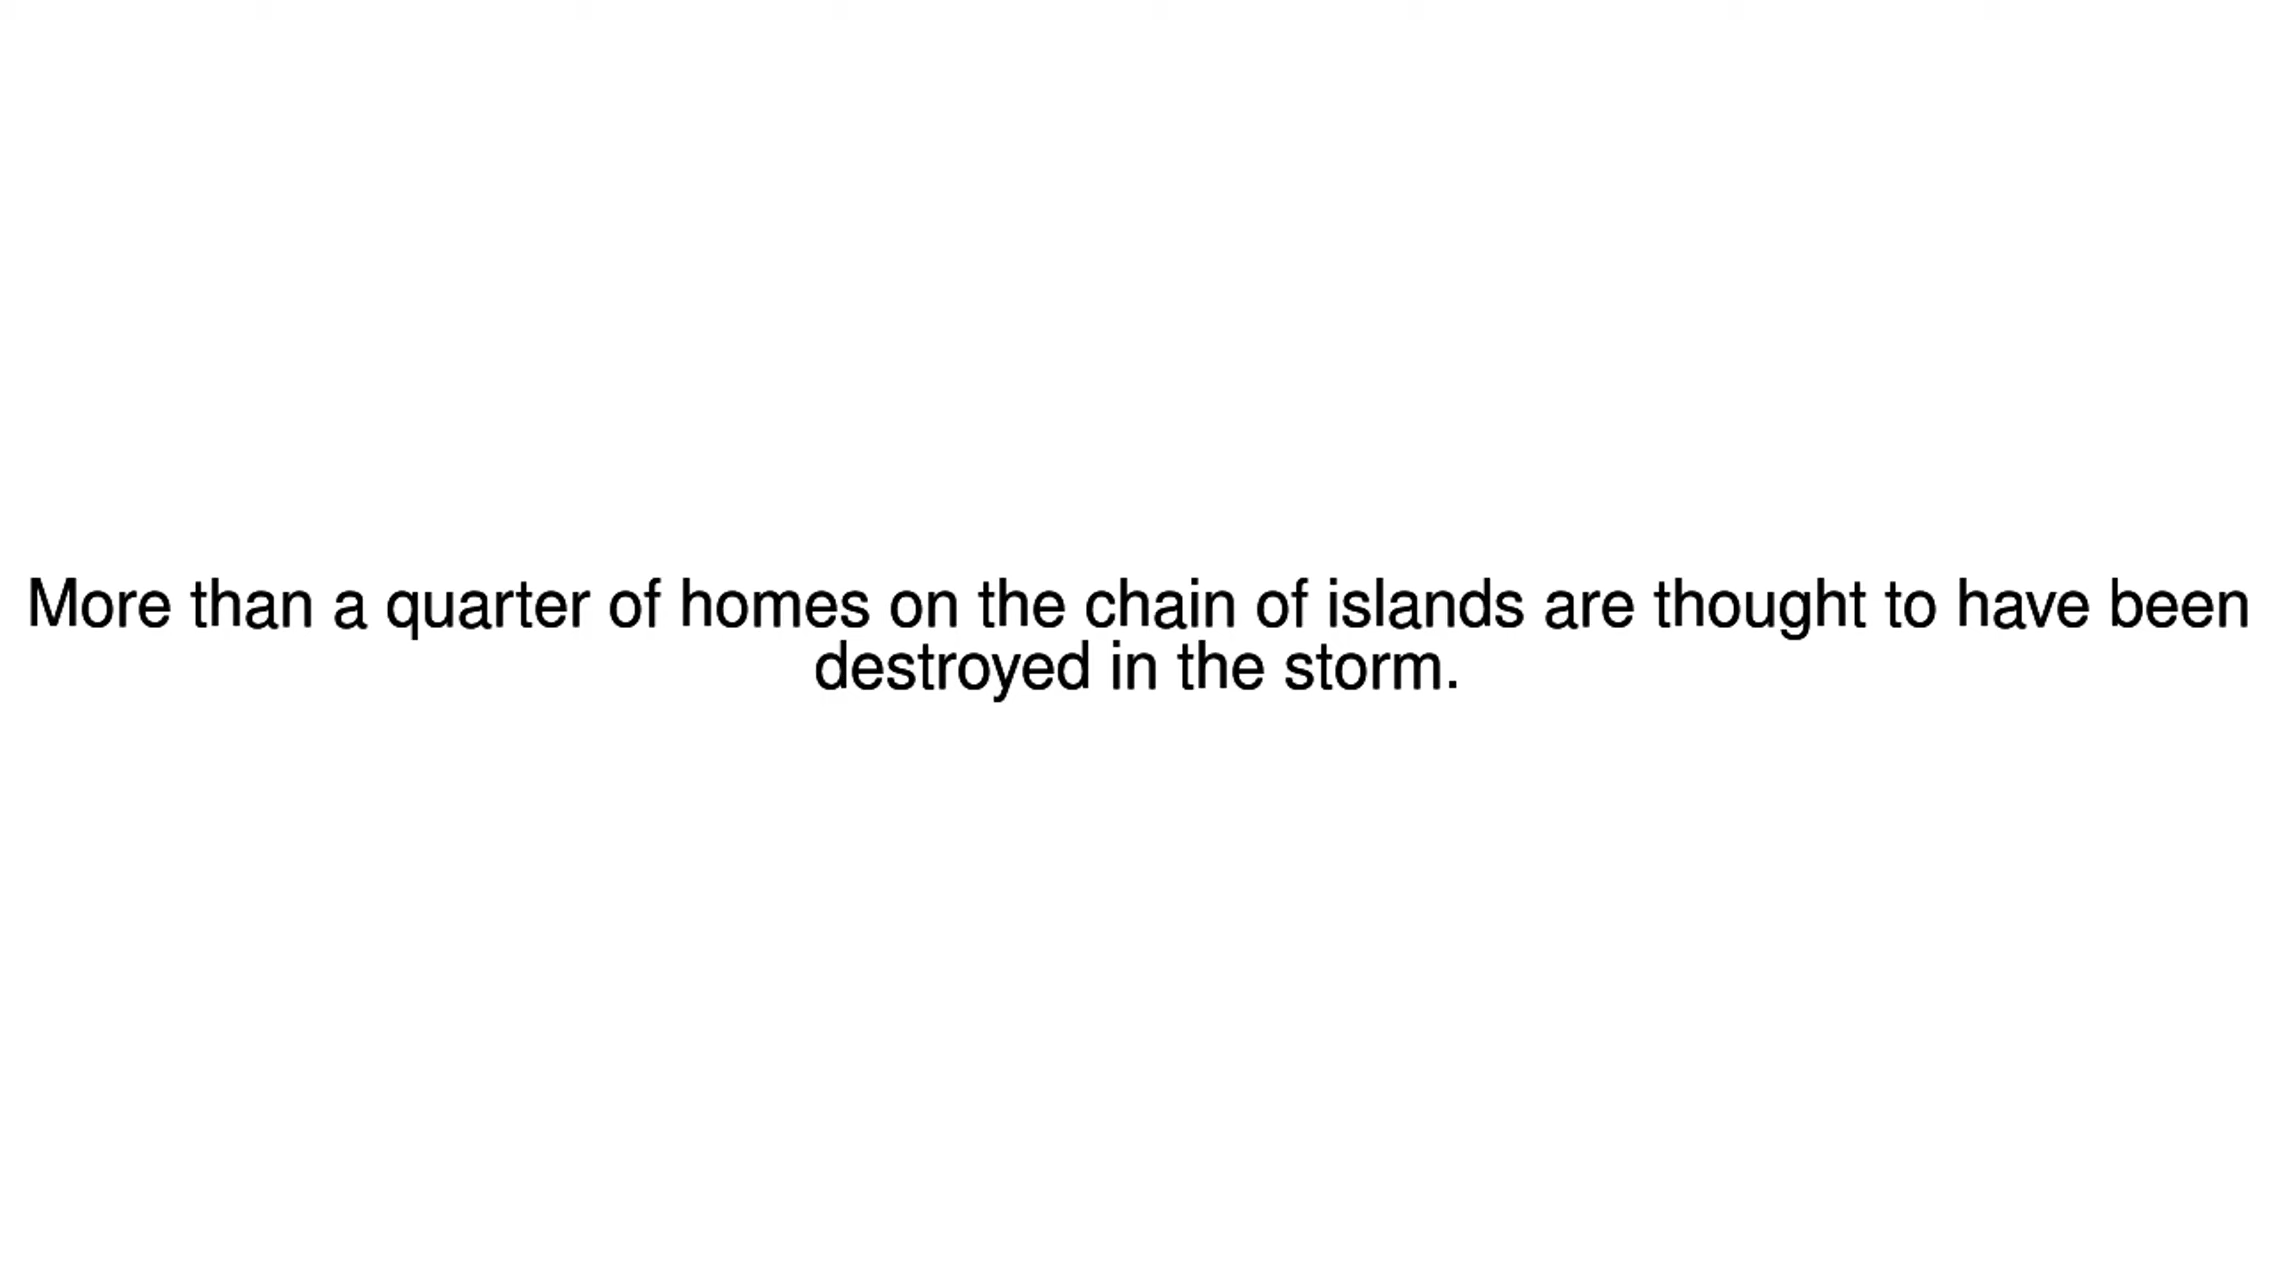 More than a quarter of homes on the chain of islands are thought to have been
destroyed in the storm.